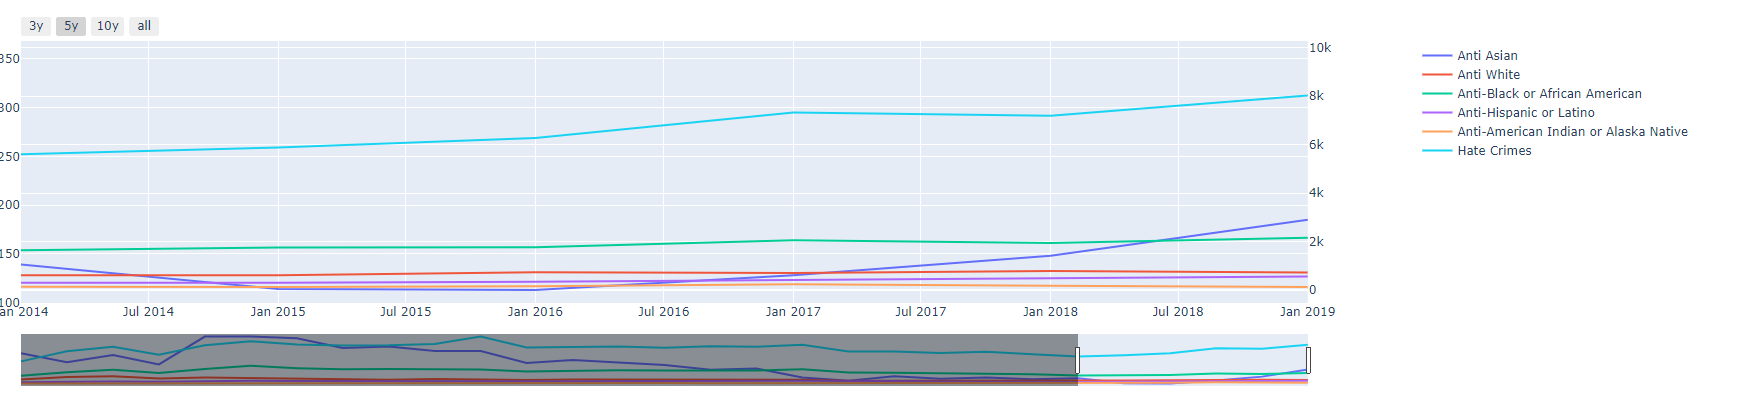 3y 5y 10y all
350
300
250
200
150
100
10k
8k
6k
4k
2k
0
an 2014 Jul 2014 Jan 2015 Jul 2015 Jan 2016 Jul 2016 Jan 2017 Jul 2017 Jan 2018 Jul 2018 Jan 2019
Anti Asian
Anti White
Anti-Black or African American
Anti-Hispanic or Latino
Anti-American Indian or Alaska Native
Hate Crimes